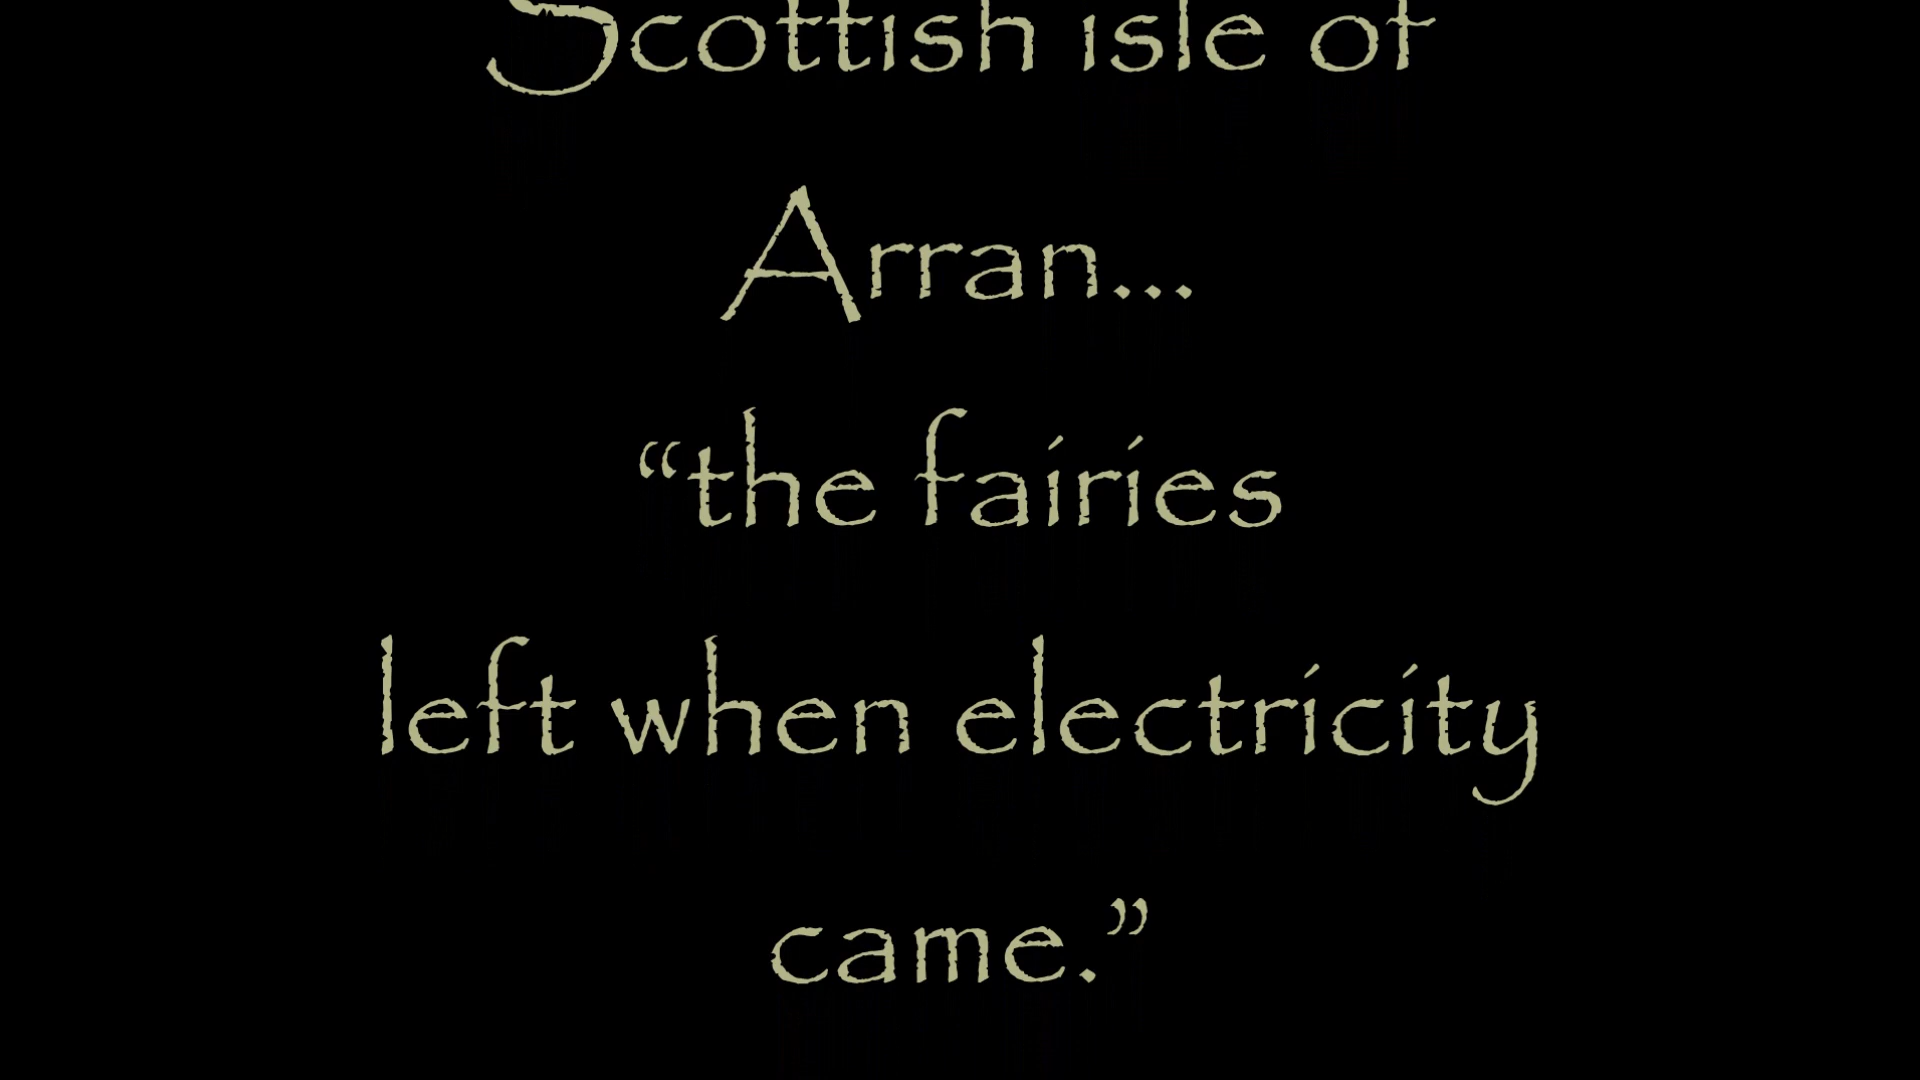 Scottish isle of
Arran...
“the fairies
left when electricity
came.”